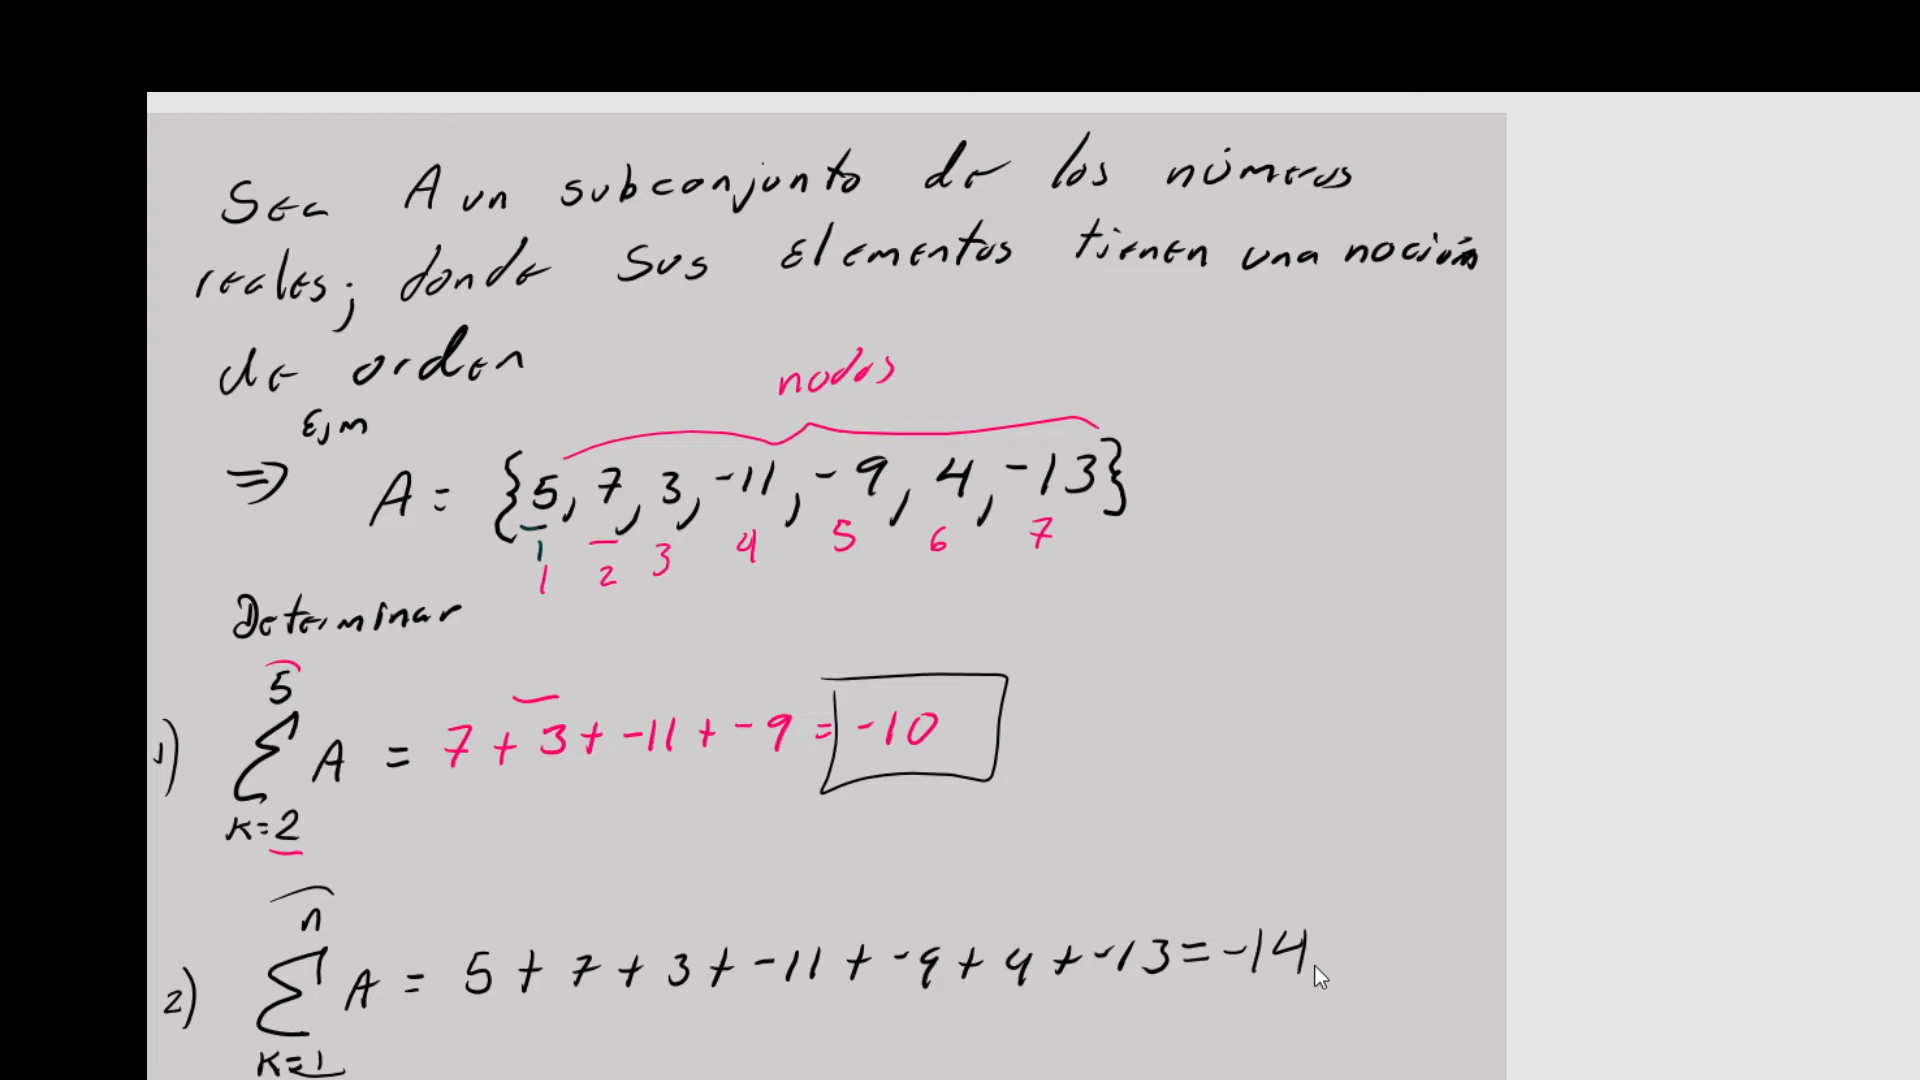 Sea A un subconjunto de los números
reales; donde sus elementos tienen una noción
de orden
nodos
Ejm
⇒ A = {5, 7, 3, -11, -9, 4, -13}
1
1 2 3 4 5 6 7
Determinar
5
1) ∑ A = 7 + 3 + -11 + -9 = -10
K=2
n
2) ∑ A = 5 + 7 + 3 + -11 + -9 + 4 + -13 = -14
K=1